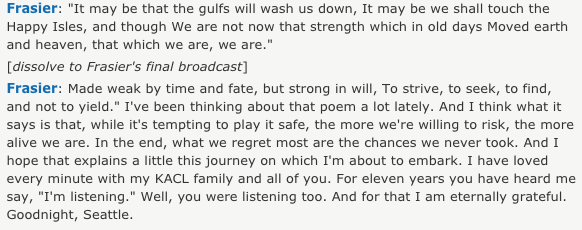 Frasier: "It may be that the gulfs will wash us down, It may be we shall touch the
Happy Isles, and though We are not now that strength which in old days Moved earth
and heaven, that which we are, we are."
[dissolve to Frasier's final broadcast]
Frasier: Made weak by time and fate, but strong in will, To strive, to seek, to find,
and not to yield." I've been thinking about that poem a lot lately. And I think what it
says is that, while it's tempting to play it safe, the more we're willing to risk, the more
alive we are. In the end, what we regret most are the chances we never took. And I
hope that explains a little this journey on which I'm about to embark. I have loved
every minute with my KACL family and all of you. For eleven years you have heard me
say, "I'm listening." Well, you were listening too. And for that I am eternally grateful.
Goodnight, Seattle.